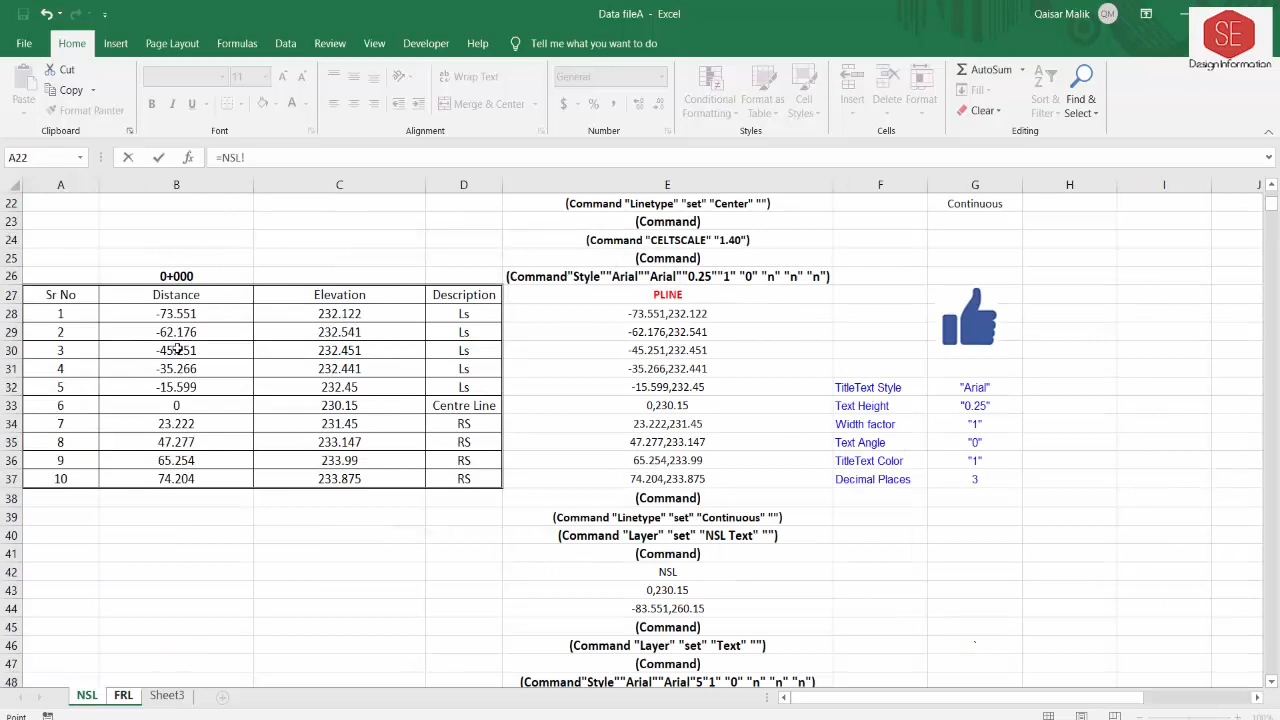 Data fileA - Excel
Qaisar Malik QM
SE
Design Information
File Home Insert Page Layout Formulas Data Review View Developer Help Tell me what you want to do
Paste
Cut
Copy
Format Painter
Clipboard
11
B I U
Font
Wrap Text
Merge & Center
Alignment
General
$ % ,
Number
Conditional Formatting
Format as Table
Cell Styles
Styles
Insert Delete Format
Cells
AutoSum
Fill
Clear
Sort & Filter
Find & Select
Editing
A22 fx =NSL!
A B C D E F G H I J
22 (Command "Linetype" "set" "Center" "") Continuous
23 (Command)
24 (Command "CELTSCALE" "1.40")
25 (Command)
26 0+000 (Command"Style""Arial""Arial""0.25""1" "0" "n" "n" "n")
27 Sr No Distance Elevation Description PLINE
28 1 -73.551 232.122 Ls -73.551,232.122
29 2 -62.176 232.541 Ls -62.176,232.541
30 3 -45.251 232.451 Ls -45.251,232.451
31 4 -35.266 232.441 Ls -35.266,232.441
32 5 -15.599 232.45 Ls -15.599,232.45 TitleText Style "Arial"
33 6 0 230.15 Centre Line 0,230.15 Text Height "0.25"
34 7 23.222 231.45 RS 23.222,231.45 Width factor "1"
35 8 47.277 233.147 RS 47.277,233.147 Text Angle "0"
36 9 65.254 233.99 RS 65.254,233.99 TitleText Color "1"
37 10 74.204 233.875 RS 74.204,233.875 Decimal Places 3
38 (Command)
39 (Command "Linetype" "set" "Continuous" "")
40 (Command "Layer" "set" "NSL Text" "")
41 (Command)
42 NSL
43 0,230.15
44 -83.551,260.15
45 (Command)
46 (Command "Layer" "set" "Text" "") `
47 (Command)
48 (Command"Style""Arial""Arial"5"1" "0" "n" "n" "n")
NSL FRL Sheet3
Point 100%